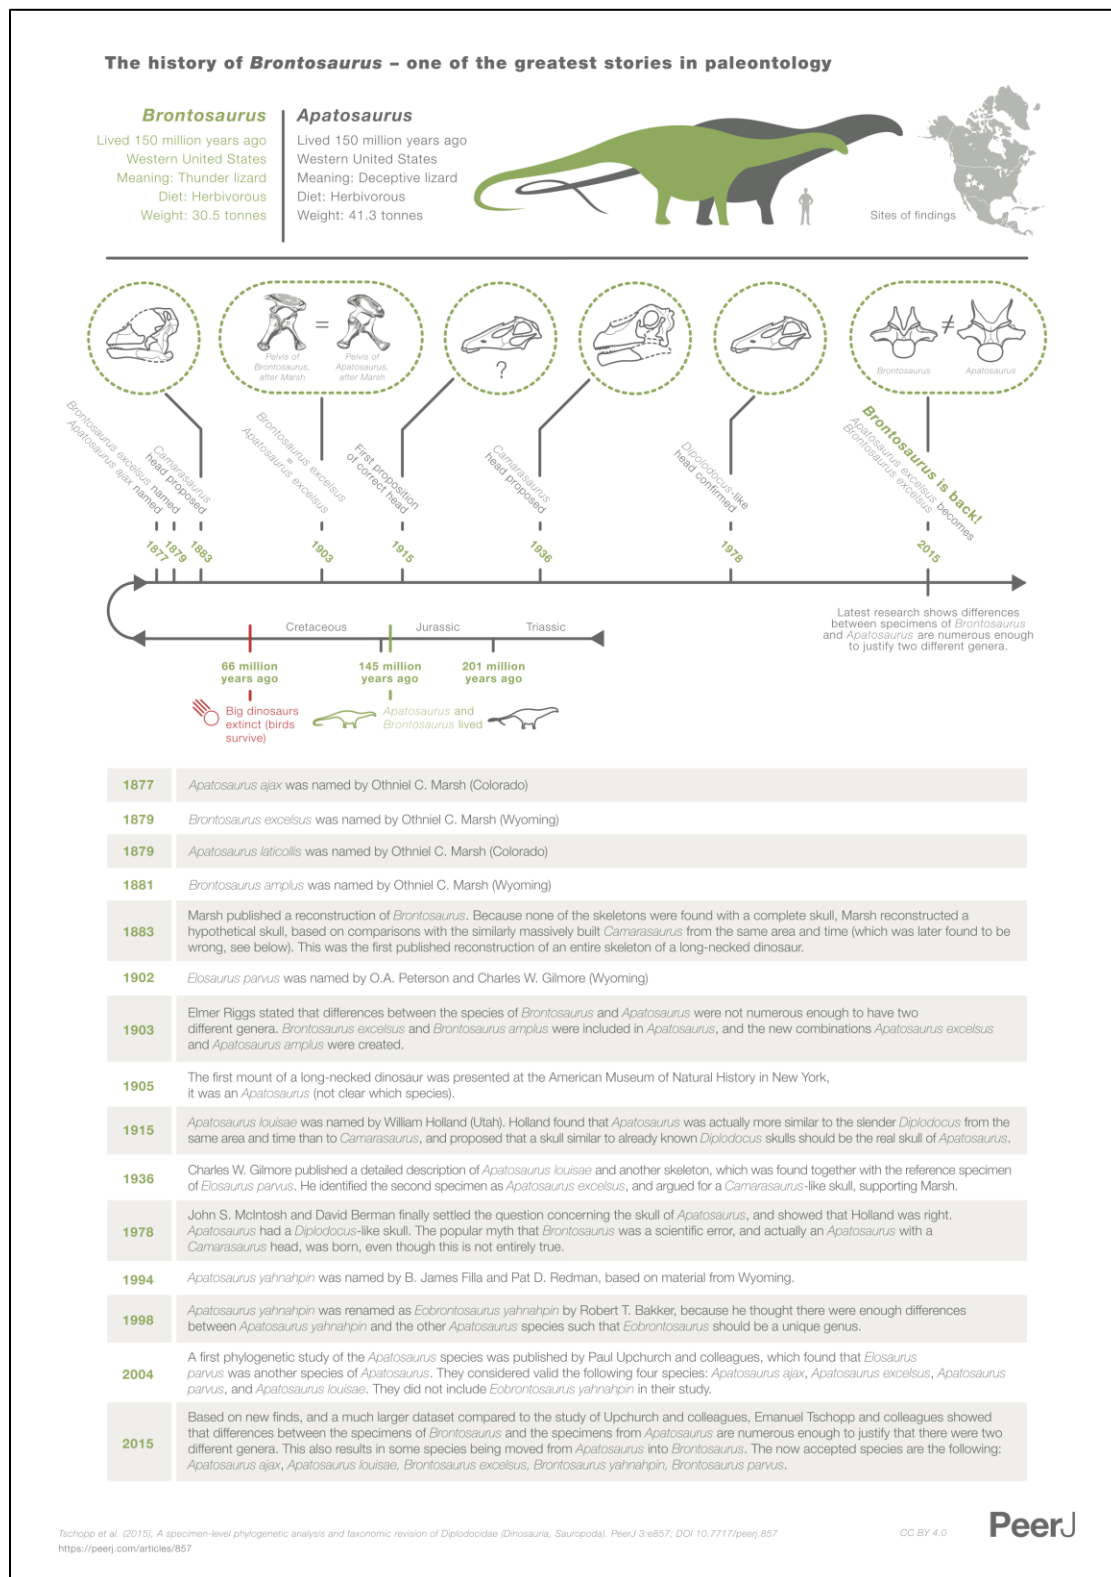 The history of Brontosaurus – one of the greatest stories in paleontology
Brontosaurus
Lived 150 million years ago
Western United States
Meaning: Thunder lizard
Diet: Herbivorous
Weight: 30.5 tonnes
Apatosaurus
Lived 150 million years ago
Western United States
Meaning: Deceptive lizard
Diet: Herbivorous
Weight: 41.3 tonnes
Sites of findings
Pelvis of
Brontosaurus,
after Marsh
=
Pelvis of
Apatosaurus,
after Marsh
?
≠
Brontosaurus
Apatosaurus
Apatosaurus ajax named
Brontosaurus excelsus named
Camarasaurus
head proposed
Brontosaurus excelsus
=
Apatosaurus excelsus
First proposition
of correct head
Camarasaurus
head proposed
Dipolodocus-like
head confirmed
Brontosaurus is back!
Apatosaurus excelsus becomes
Brontosaurus excelsus
1877
1879
1883
1903
1915
1936
1978
2015
Latest research shows differences
between specimens of Brontosaurus
and Apatosaurus are numerous enough
to justify two different genera.
Cretaceous
Jurassic
Triassic
66 million
years ago
145 million
years ago
201 million
years ago
Big dinosaurs
extinct (birds
survive)
Apatosaurus and
Brontosaurus lived
1877 Apatosaurus ajax was named by Othniel C. Marsh (Colorado)
1879 Brontosaurus excelsus was named by Othniel C. Marsh (Wyoming)
1879 Apatosaurus laticollis was named by Othniel C. Marsh (Colorado)
1881 Brontosaurus amplus was named by Othniel C. Marsh (Wyoming)
1883 Marsh published a reconstruction of Brontosaurus. Because none of the skeletons were found with a complete skull, Marsh reconstructed a
hypothetical skull, based on comparisons with the similarly massively built Camarasaurus from the same area and time (which was later found to be
wrong, see below). This was the first published reconstruction of an entire skeleton of a long-necked dinosaur.
1902 Elosaurus parvus was named by O.A. Peterson and Charles W. Gilmore (Wyoming)
1903 Elmer Riggs stated that differences between the species of Brontosaurus and Apatosaurus were not numerous enough to have two
different genera. Brontosaurus excelsus and Brontosaurus amplus were included in Apatosaurus, and the new combinations Apatosaurus excelsus
and Apatosaurus amplus were created.
1905 The first mount of a long-necked dinosaur was presented at the American Museum of Natural History in New York,
it was an Apatosaurus (not clear which species).
1915 Apatosaurus louisae was named by William Holland (Utah). Holland found that Apatosaurus was actually more similar to the slender Diplodocus from the
same area and time than to Camarasaurus, and proposed that a skull similar to already known Diplodocus skulls should be the real skull of Apatosaurus.
1936 Charles W. Gilmore published a detailed description of Apatosaurus louisae and another skeleton, which was found together with the reference specimen
of Elosaurus parvus. He identified the second specimen as Apatosaurus excelsus, and argued for a Camarasaurus-like skull, supporting Marsh.
1978 John S. McIntosh and David Berman finally settled the question concerning the skull of Apatosaurus, and showed that Holland was right.
Apatosaurus had a Diplodocus-like skull. The popular myth that Brontosaurus was a scientific error, and actually an Apatosaurus with a
Camarasaurus head, was born, even though this is not entirely true.
1994 Apatosaurus yahnahpin was named by B. James Filla and Pat D. Redman, based on material from Wyoming.
1998 Apatosaurus yahnahpin was renamed as Eobrontosaurus yahnahpin by Robert T. Bakker, because he thought there were enough differences
between Apatosaurus yahnahpin and the other Apatosaurus species such that Eobrontosaurus should be a unique genus.
2004 A first phylogenetic study of the Apatosaurus species was published by Paul Upchurch and colleagues, which found that Elosaurus
parvus was another species of Apatosaurus. They considered valid the following four species: Apatosaurus ajax, Apatosaurus excelsus, Apatosaurus
parvus, and Apatosaurus louisae. They did not include Eobrontosaurus yahnahpin in their study.
2015 Based on new finds, and a much larger dataset compared to the study of Upchurch and colleagues, Emanuel Tschopp and colleagues showed
that differences between the specimens of Brontosaurus and the specimens from Apatosaurus are numerous enough to justify that there were two
different genera. This also results in some species being moved from Apatosaurus into Brontosaurus. The now accepted species are the following:
Apatosaurus ajax, Apatosaurus louisae, Brontosaurus excelsus, Brontosaurus yahnahpin, Brontosaurus parvus.
Tschopp et al. (2015), A specimen-level phylogenetic analysis and taxonomic revision of Diplodocidae (Dinosauria, Sauropoda). PeerJ 3:e857; DOI 10.7717/peerj.857
https://peerj.com/articles/857
CC BY 4.0
PeerJ